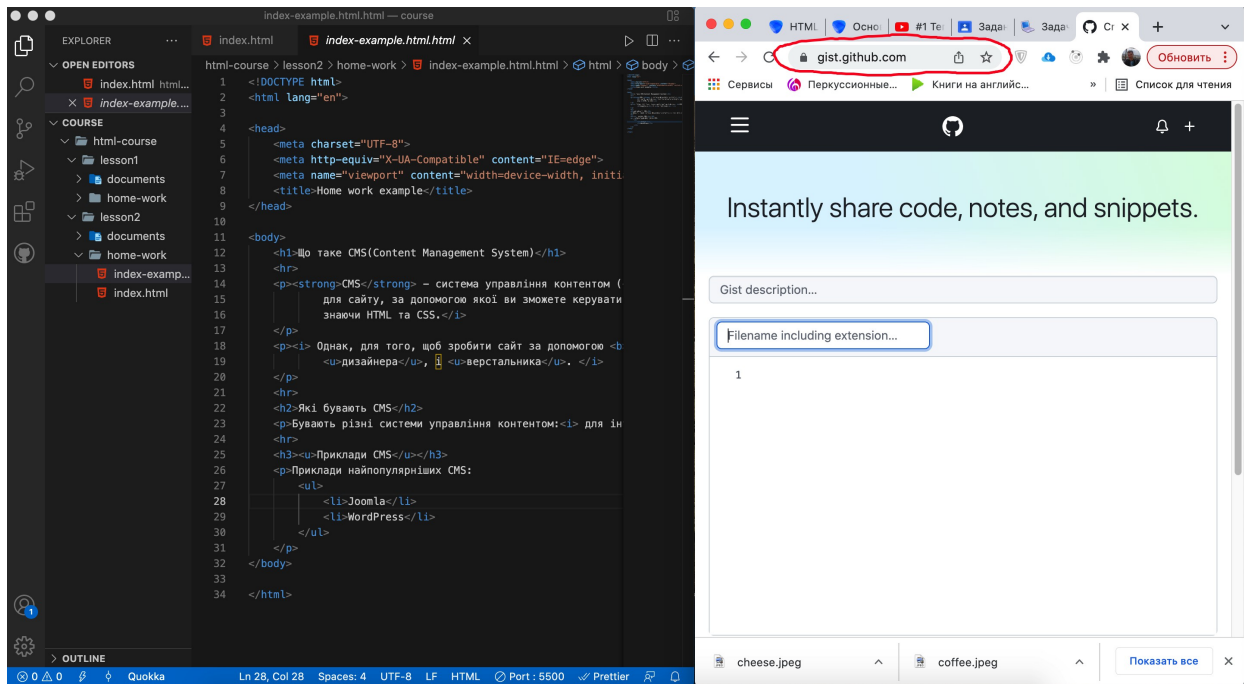 index-example.html.html — course
EXPLORER
OPEN EDITORS
index.html html...
index-example....
COURSE
html-course
lesson1
documents
home-work
lesson2
documents
home-work
index-examp...
index.html
OUTLINE
index.html
index-example.html.html
html-course > lesson2 > home-work > index-example.html.html > html > body >
1 <!DOCTYPE html>
2 <html lang="en">
3
4 <head>
5 <meta charset="UTF-8">
6 <meta http-equiv="X-UA-Compatible" content="IE=edge">
7 <meta name="viewport" content="width=device-width, initi
8 <title>Home work example</title>
9 </head>
10
11 <body>
12 <h1>Що таке CMS(Content Management System)</h1>
13 <hr>
14 <p><strong>CMS</strong> – система управління контентом (
15 для сайту, за допомогою якої ви зможете керувати
16 знаючи HTML та CSS.</i>
17 </p>
18 <p><i> Однак, для того, щоб зробити сайт за допомогою <b
19 <u>дизайнера</u>, і <u>верстальника</u>. </i>
20 </p>
21 <hr>
22 <h2>Які бувають CMS</h2>
23 <p>Бувають різні системи управління контентом:<i> для ін
24 <hr>
25 <h3><u>Приклади CMS</u></h3>
26 <p>Приклади найпопулярніших CMS:
27 <ul>
28 <li>Joomla</li>
29 <li>WordPress</li>
30 </ul>
31 </p>
32 </body>
33
34 </html>
1
0 0 Quokka Ln 28, Col 28 Spaces: 4 UTF-8 LF HTML Port : 5500 Prettier
HTML Осно #1 Te Задан Зада Cr
gist.github.com Обновить
Сервисы Перкуссионные... Книги на английс... » Список для чтения
Instantly share code, notes, and snippets.
Gist description...
Filename including extension...
1
cheese.jpeg coffee.jpeg Показать все